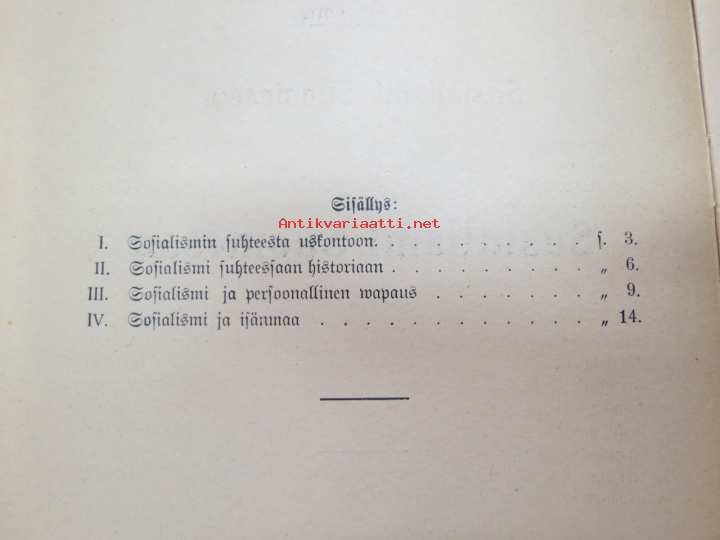 Sisällys:
Antikvariaatti.net
I. Sosialismin suhteesta uskontoon. . . . . . . . . . s. 3.
II. Sosialismi suhteessaan historiaan . . . . . . . . . „ 6.
III. Sosialismi ja persoonallinen wapaus . . . . . . . „ 9.
IV. Sosialismi ja isänmaa . . . . . . . . . . . . . „ 14.